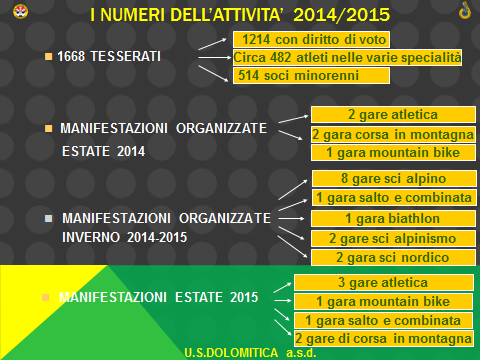 I NUMERI DELL'ATTIVITA' 2014/2015
1668 TESSERATI
1214 con diritto di voto
Circa 482 atleti nelle varie specialità
514 soci minorenni
MANIFESTAZIONI ORGANIZZATE
ESTATE 2014
2 gare atletica
2 gara corsa in montagna
1 gara mountain bike
MANIFESTAZIONI ORGANIZZATE
INVERNO 2014-2015
8 gare sci alpino
1 gara salto e combinata
1 gara biathlon
2 gare sci alpinismo
2 gara sci nordico
MANIFESTAZIONI ESTATE 2015
3 gare atletica
1 gara mountain bike
1 gara salto e combinata
2 gare di corsa in montagna
U.S.DOLOMITICA a.s.d.